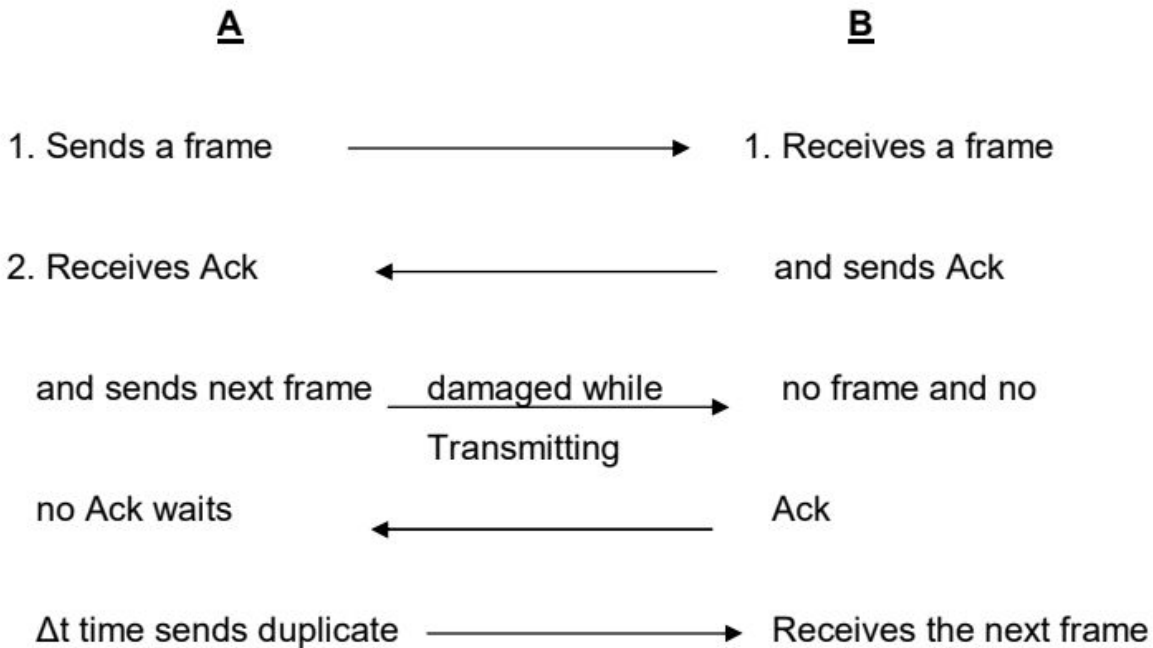 A B
1. Sends a frame 1. Receives a frame
2. Receives Ack and sends Ack
and sends next frame damaged while no frame and no
Transmitting
no Ack waits Ack
Δt time sends duplicate Receives the next frame